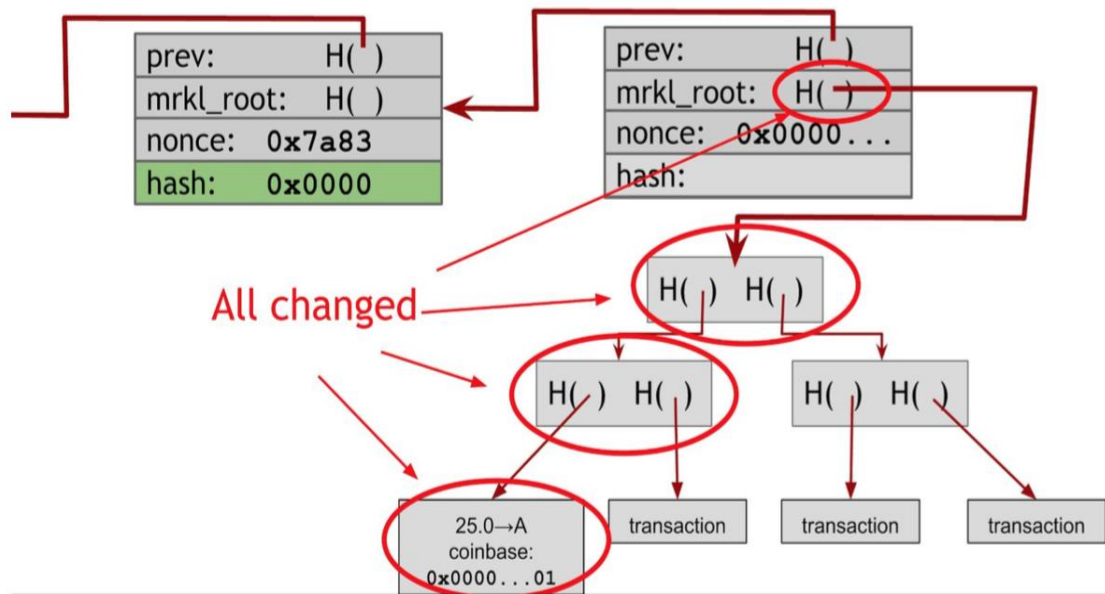 prev: H( )
mrkl_root: H( )
nonce: 0x7a83
hash: 0x0000
prev: H( )
mrkl_root: H( )
nonce: 0x0000...
hash:
All changed
H( ) H( )
H( ) H( )
H( ) H( )
25.0→A
coinbase:
0x0000...01
transaction
transaction
transaction